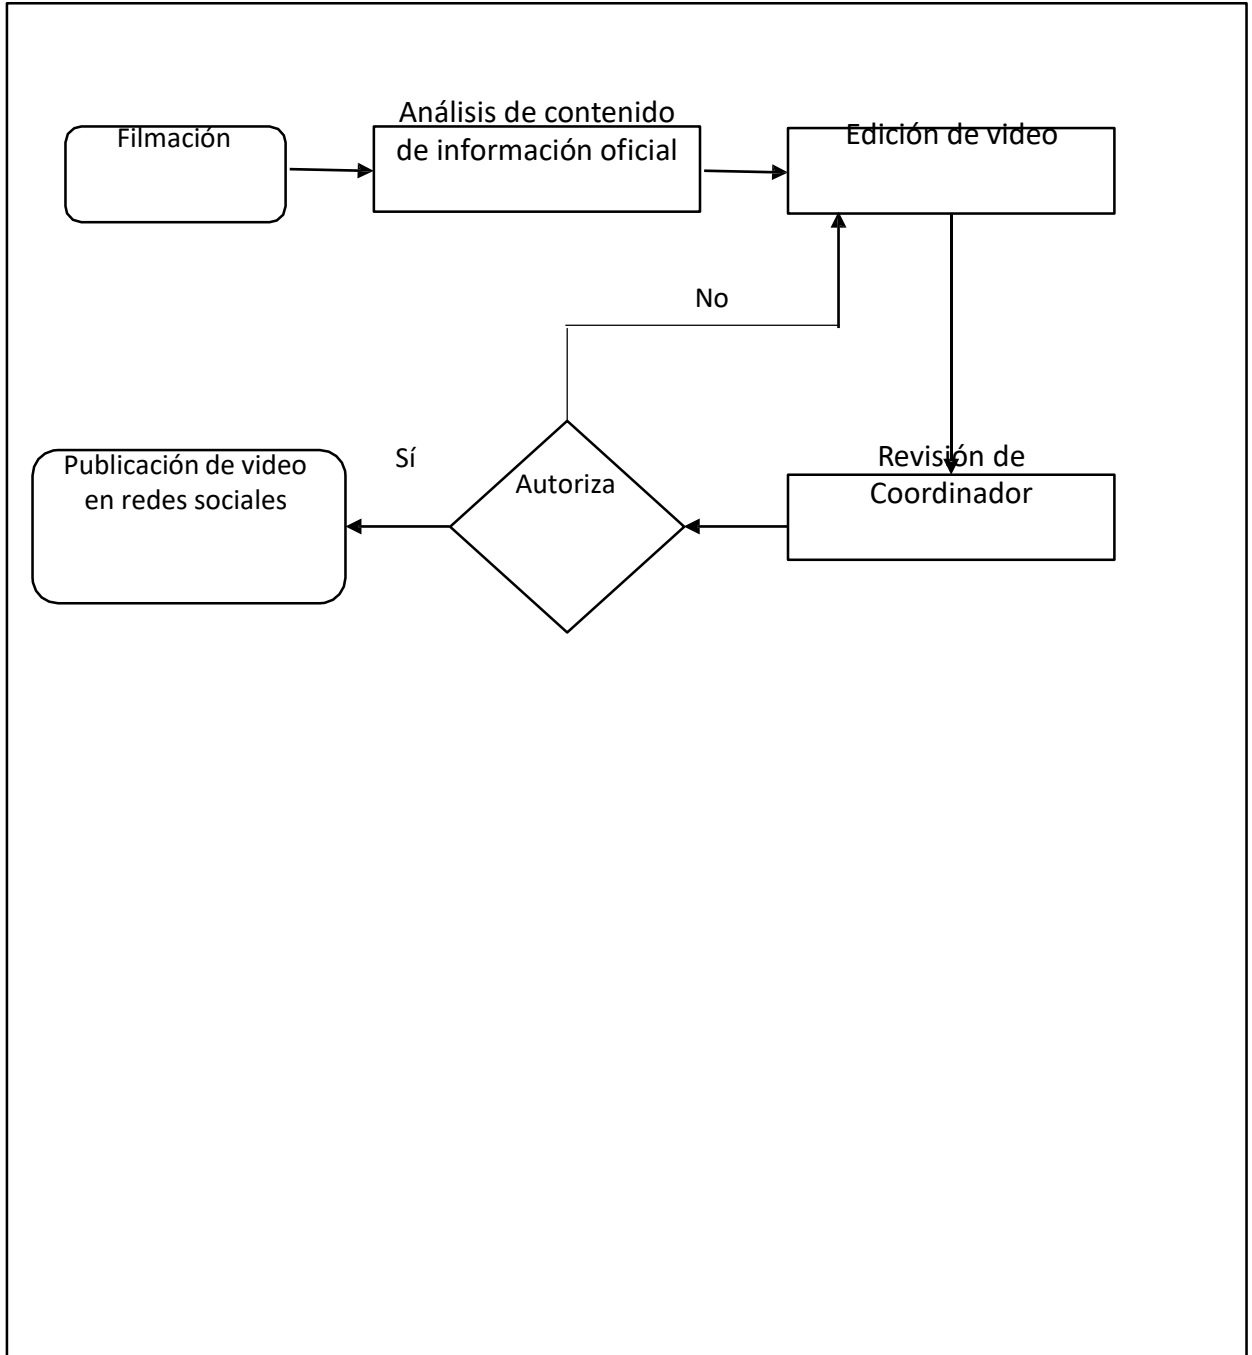 Filmación
Análisis de contenido
de información oficial
Edición de video
No
Revisión de
Coordinador
Autoriza
Sí
Publicación de video
en redes sociales